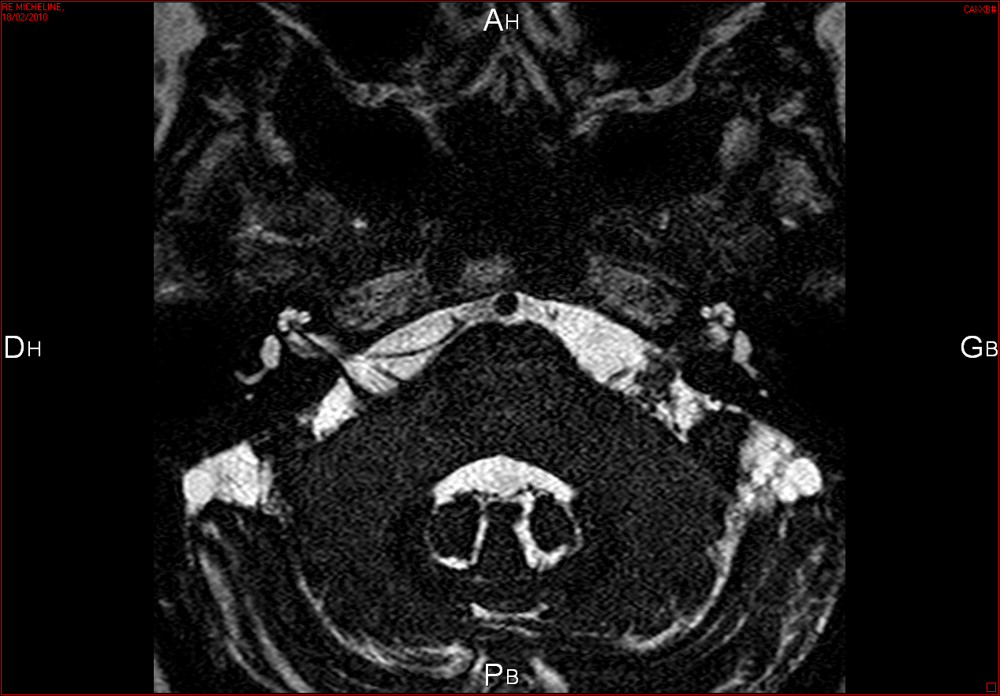 RE MICHELINE.
18/02/2010
AH
CAI-XB#
DH
GB
PB